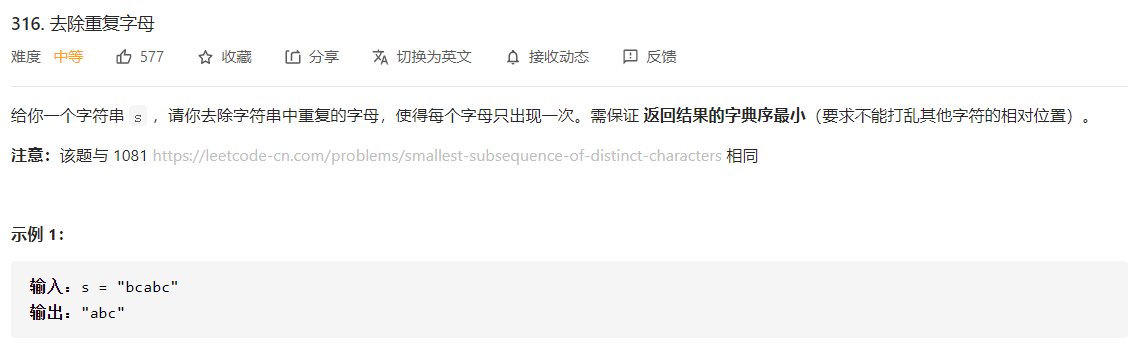 316. 去除重复字母
难度 中等 577 收藏 分享 切换为英文 接收动态 反馈
给你一个字符串 s ，请你去除字符串中重复的字母，使得每个字母只出现一次。需保证 返回结果的字典序最小（要求不能打乱其他字符的相对位置）。
注意：该题与 1081 https://leetcode-cn.com/problems/smallest-subsequence-of-distinct-characters 相同
示例 1：
输入：s = "bcabc"
输出："abc"